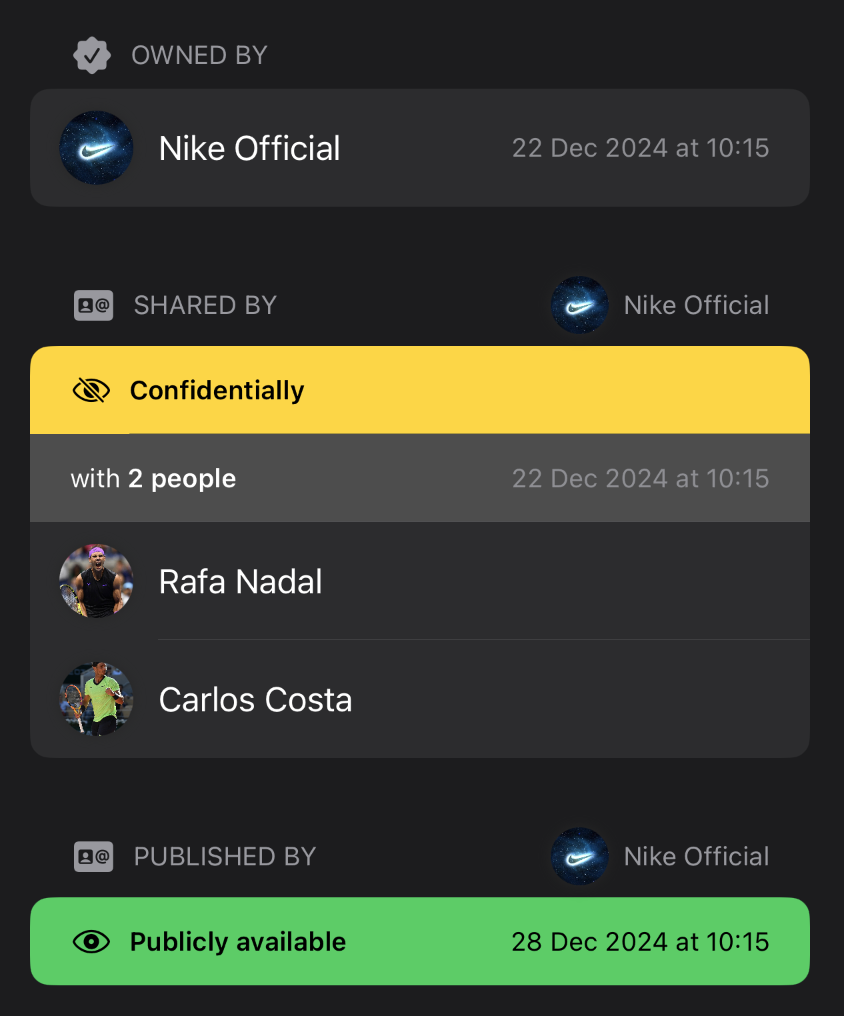 OWNED BY
Nike Official 22 Dec 2024 at 10:15
SHARED BY Nike Official
Confidentially
with 2 people 22 Dec 2024 at 10:15
Rafa Nadal
Carlos Costa
PUBLISHED BY Nike Official
Publicly available 28 Dec 2024 at 10:15